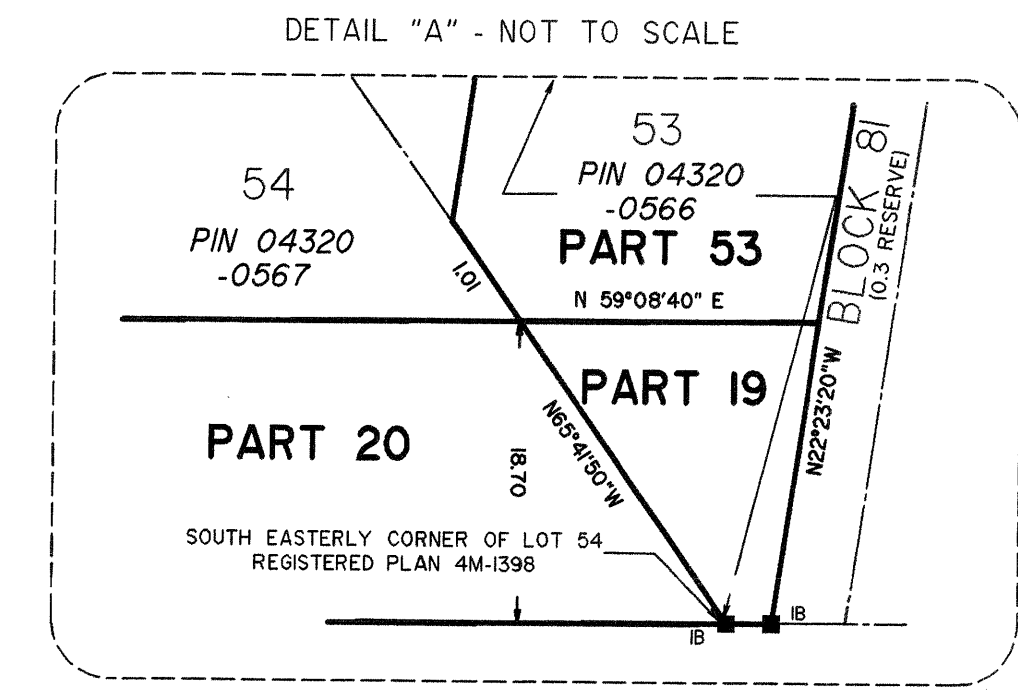 DETAIL "A" - NOT TO SCALE
54
PIN 04320
-0567
53
PIN 04320
-0566
PART 53
BLOCK 81
(0.3 RESERVE)
1.01
N 59°08'40" E
PART 19
PART 20
N65°41'50"W
N22°23'20"W
18.70
SOUTH EASTERLY CORNER OF LOT 54
REGISTERED PLAN 4M-1398
IB
IB